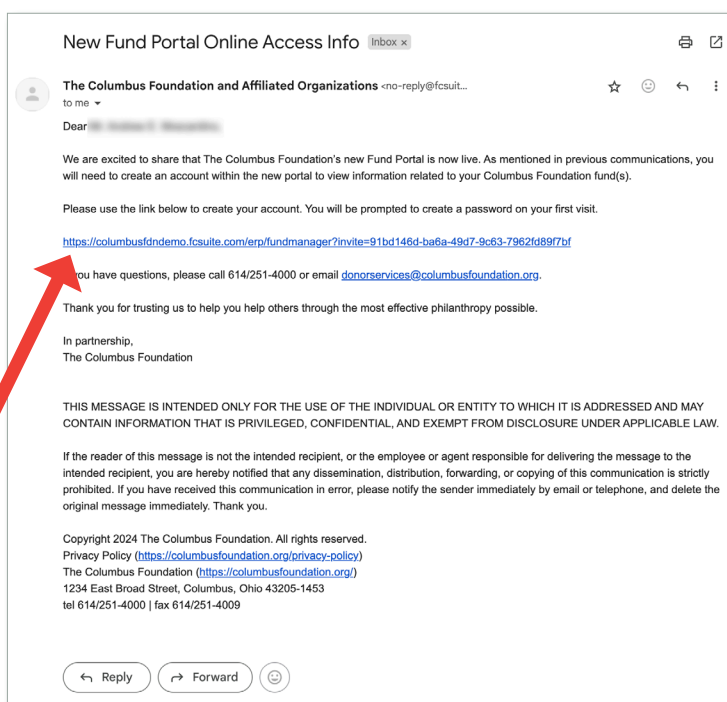 New Fund Portal Online Access Info Inbox x
The Columbus Foundation and Affiliated Organizations <no-reply@fcsuit...
to me
Dear
We are excited to share that The Columbus Foundation's new Fund Portal is now live. As mentioned in previous communications, you
will need to create an account within the new portal to view information related to your Columbus Foundation fund(s).
Please use the link below to create your account. You will be prompted to create a password on your first visit.
https://columbusfdndemo.fcsuite.com/erp/fundmanager?invite=91bd146d-ba6a-49d7-9c63-7962fd89f7bf
you have questions, please call 614/251-4000 or email donorservices@columbusfoundation.org.
Thank you for trusting us to help you help others through the most effective philanthropy possible.
In partnership,
The Columbus Foundation
THIS MESSAGE IS INTENDED ONLY FOR THE USE OF THE INDIVIDUAL OR ENTITY TO WHICH IT IS ADDRESSED AND MAY
CONTAIN INFORMATION THAT IS PRIVILEGED, CONFIDENTIAL, AND EXEMPT FROM DISCLOSURE UNDER APPLICABLE LAW.
If the reader of this message is not the intended recipient, or the employee or agent responsible for delivering the message to the
intended recipient, you are hereby notified that any dissemination, distribution, forwarding, or copying of this communication is strictly
prohibited. If you have received this communication in error, please notify the sender immediately by email or telephone, and delete the
original message immediately. Thank you.
Copyright 2024 The Columbus Foundation. All rights reserved.
Privacy Policy (https://columbusfoundation.org/privacy-policy)
The Columbus Foundation (https://columbusfoundation.org/)
1234 East Broad Street, Columbus, Ohio 43205-1453
tel 614/251-4000 | fax 614/251-4009
Reply Forward